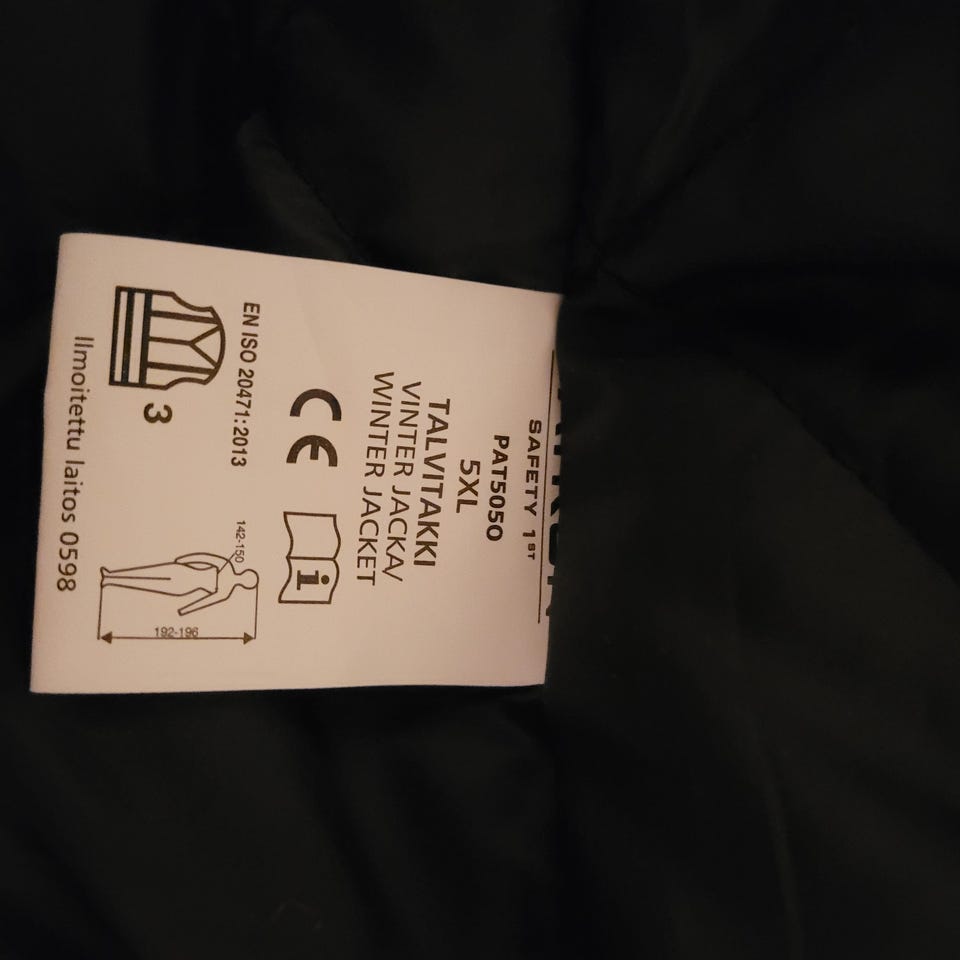 SAFETY 1ST
PAT5050
5XL
TALVITAKKI
VINTER JACKA/
WINTER JACKET
CE
i
EN ISO 20471:2013
3
142-150
192-196
Ilmoitettu laitos 0598